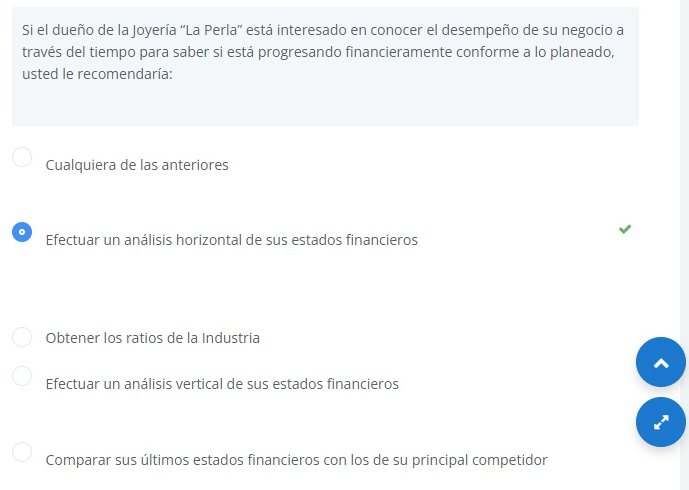 Si el dueño de la Joyería “La Perla” está interesado en conocer el desempeño de su negocio a
través del tiempo para saber si está progresando financieramente conforme a lo planeado,
usted le recomendaría:
Cualquiera de las anteriores
Efectuar un análisis horizontal de sus estados financieros
Obtener los ratios de la Industria
Efectuar un análisis vertical de sus estados financieros
Comparar sus últimos estados financieros con los de su principal competidor